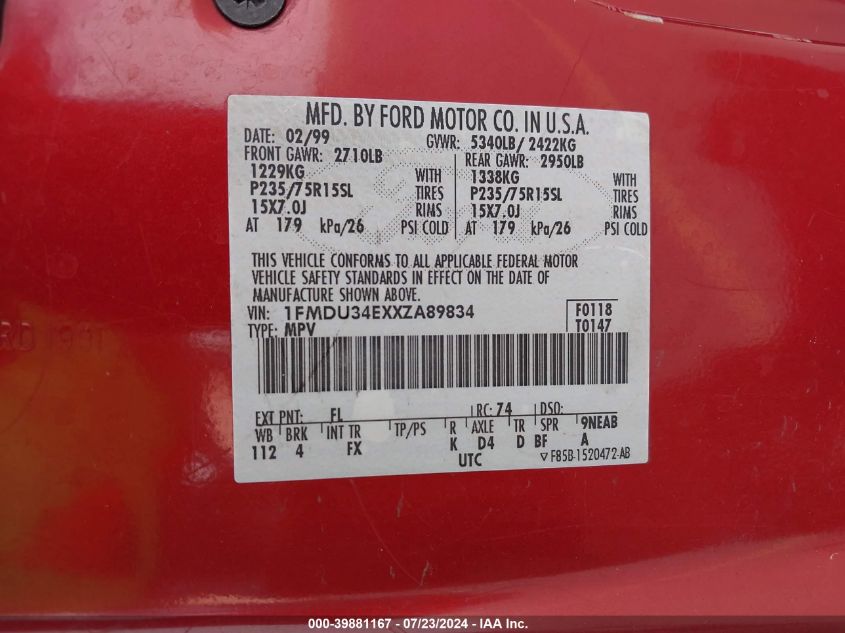 MFD. BY FORD MOTOR CO. IN U.S.A.
DATE: 02/99 GVWR: 5340LB/ 2422KG
FRONT GAWR: 2710LB REAR GAWR: 2950LB
1229KG WITH 1338KG WITH
P235/75R15SL TIRES P235/75R15SL TIRES
15X7.0J RIMS 15X7.0J RIMS
AT 179 kPa/26 PSI COLD AT 179 kPa/26 PSI COLD
THIS VEHICLE CONFORMS TO ALL APPLICABLE FEDERAL MOTOR
VEHICLE SAFETY STANDARDS IN EFFECT ON THE DATE OF
MANUFACTURE SHOWN ABOVE.
VIN: 1FMDU34EXXZA89834 F0118
TYPE: MPV T0147
EXT PNT: FL RC: 74 DSO:
WB BRK INT TR TP/PS R AXLE TR SPR 9NEAB
112 4 FX K D4 D BF A
UTC ▽F85B-1520472-AB
000-39881167 - 07/23/2024 - IAA Inc.